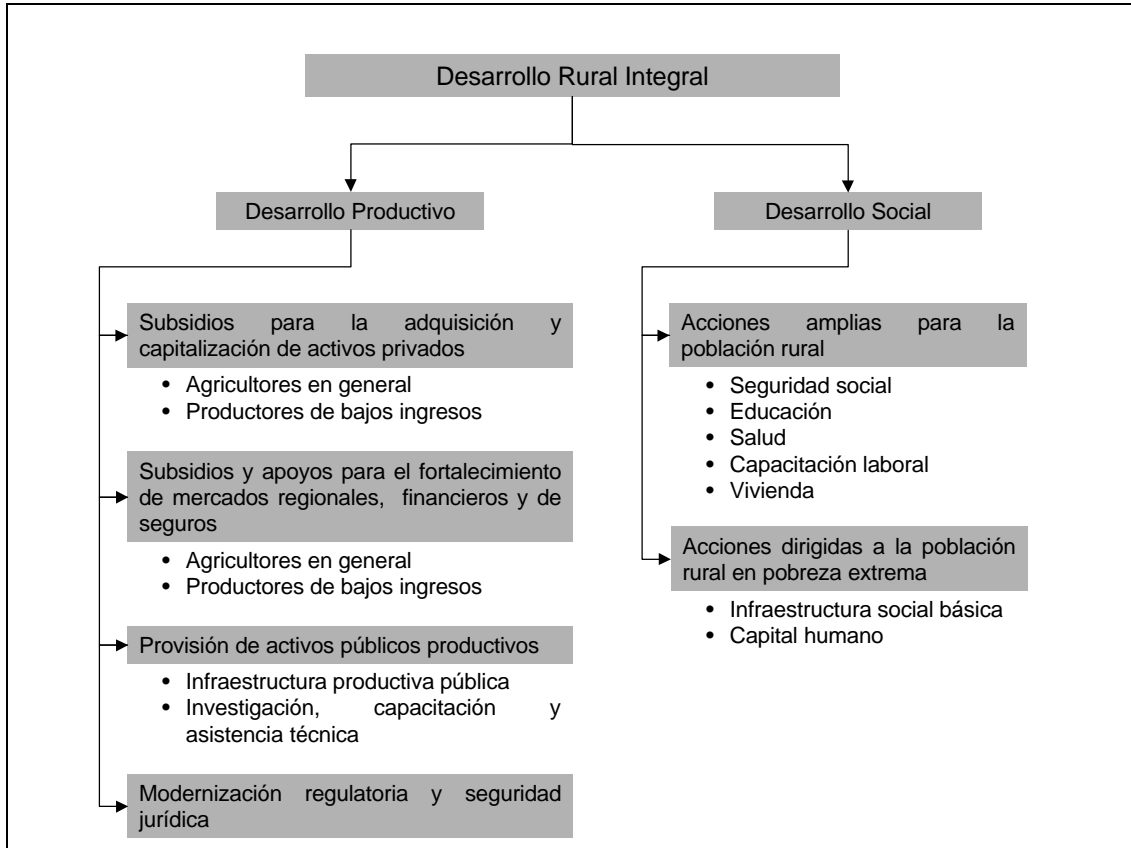 Desarrollo Rural Integral
Desarrollo Productivo
Subsidios para la adquisición y
capitalización de activos privados
• Agricultores en general
• Productores de bajos ingresos
Subsidios y apoyos para el fortalecimiento
de mercados regionales, financieros y de
seguros
• Agricultores en general
• Productores de bajos ingresos
Provisión de activos públicos productivos
• Infraestructura productiva pública
• Investigación, capacitación y
asistencia técnica
Modernización regulatoria y seguridad
jurídica
Desarrollo Social
Acciones amplias para la
población rural
• Seguridad social
• Educación
• Salud
• Capacitación laboral
• Vivienda
Acciones dirigidas a la población
rural en pobreza extrema
• Infraestructura social básica
• Capital humano